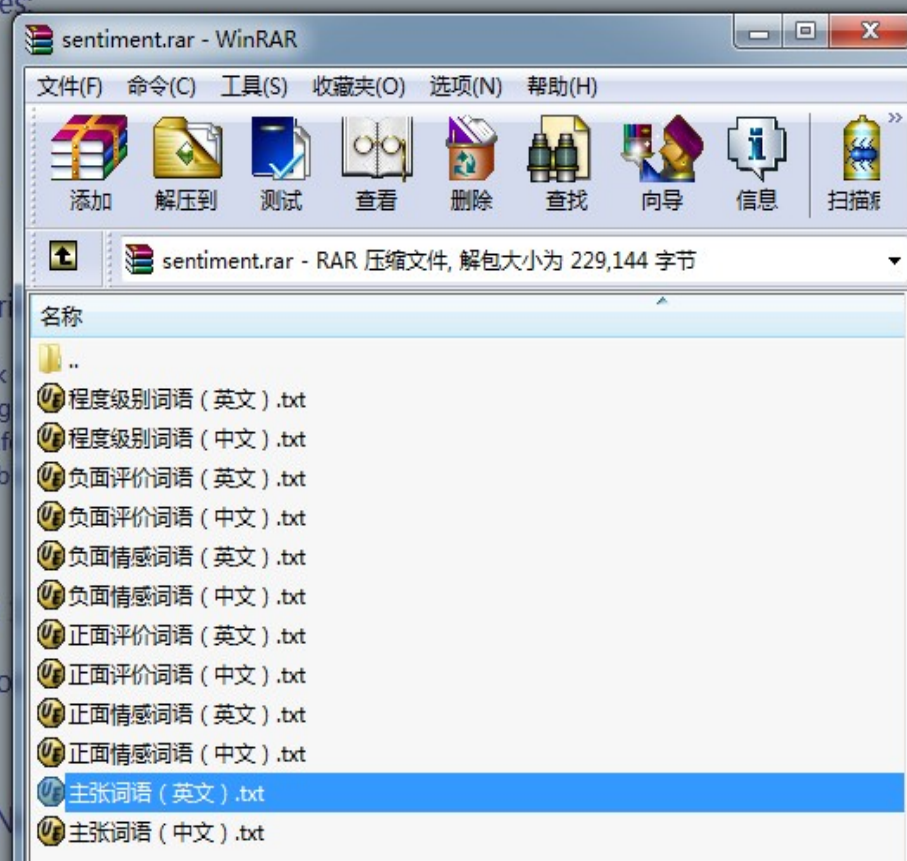 es:
sentiment.rar - WinRAR
文件(F) 命令(C) 工具(S) 收藏夹(O) 选项(N) 帮助(H)
添加 解压到 测试 查看 删除 查找 向导 信息 扫描
sentiment.rar - RAR 压缩文件, 解包大小为 229,144 字节
名称
..
程度级别词语（英文）.txt
程度级别词语（中文）.txt
负面评价词语（英文）.txt
负面评价词语（中文）.txt
负面情感词语（英文）.txt
负面情感词语（中文）.txt
正面评价词语（英文）.txt
正面评价词语（中文）.txt
正面情感词语（英文）.txt
正面情感词语（中文）.txt
主张词语（英文）.txt
主张词语（中文）.txt